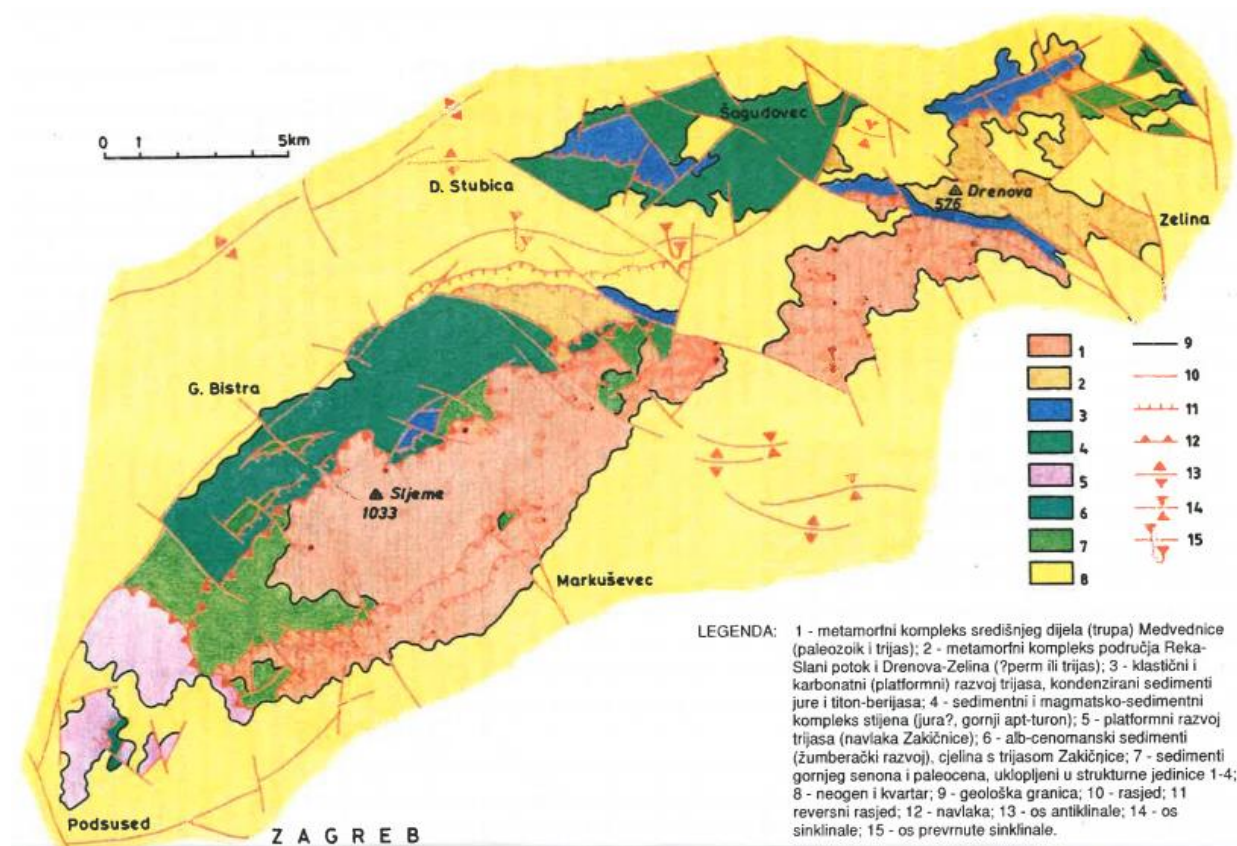 Šagudovec
0 1 5km
D. Stubica
Drenova
576
Zelina
G. Bistra
Sljeme
1033
Markuševec
Podsused
ZAGREB
1
2
3
4
5
6
7
8
9
10
11
12
13
14
15
LEGENDA: 1 - metamorfni kompleks središnjeg dijela (trupa) Medvednice
(paleozoik i trijas); 2 - metamorfni kompleks područja Reka-
Slani potok i Drenova-Zelina (?perm ili trijas); 3 - klastični i
karbonatni (platformni) razvoj trijasa, kondenzirani sedimenti
jure i titon-berijasa; 4 - sedimentni i magmatsko-sedimentni
kompleks stijena (jura?, gornji apt-turon); 5 - platformni razvoj
trijasa (navlaka Zakičnice); 6 - alb-cenomanski sedimenti
(žumberački razvoj), cjelina s trijasom Zakičnice; 7 - sedimenti
gornjeg senona i paleocena, uklopljeni u strukturne jedinice 1-4;
8 - neogen i kvartar; 9 - geološka granica; 10 - rasjed; 11
reversni rasjed; 12 - navlaka; 13 - os antiklinale; 14 - os
sinklinale; 15 - os prevrnute sinklinale.